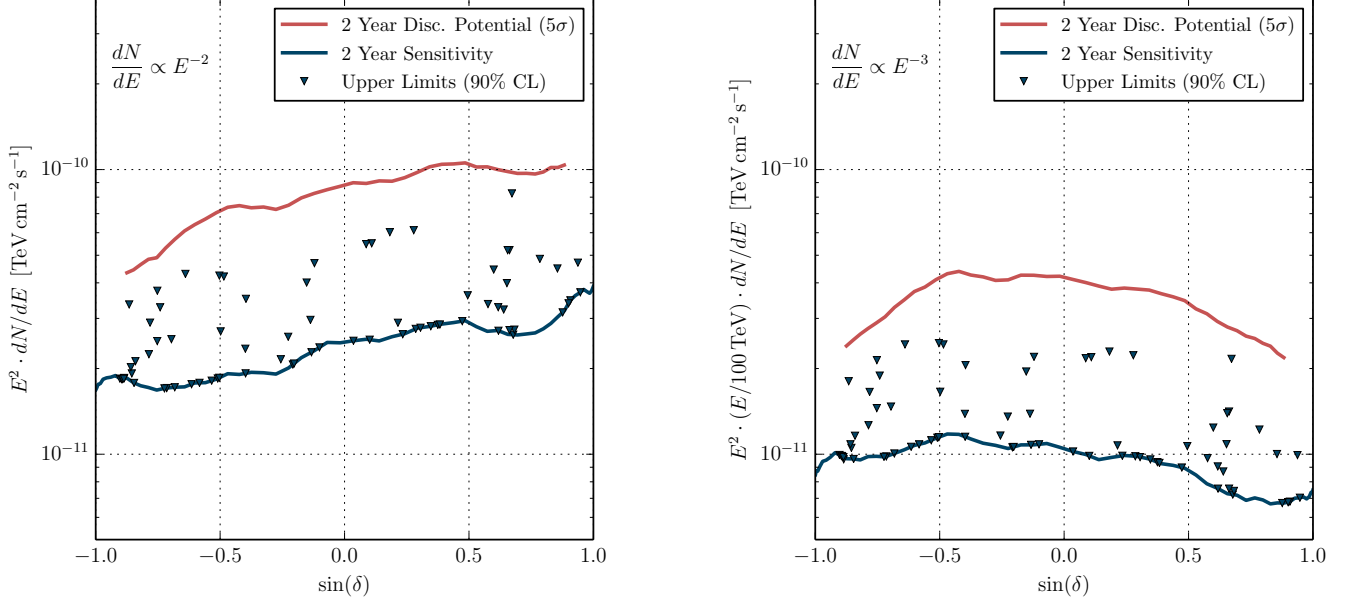 2 Year Disc. Potential (5σ)
2 Year Sensitivity
Upper Limits (90% CL)
dN/dE ∝ E⁻²
E² · dN/dE [TeV cm⁻² s⁻¹]
10⁻¹⁰
10⁻¹¹
−1.0 −0.5 0.0 0.5 1.0
sin(δ)
2 Year Disc. Potential (5σ)
2 Year Sensitivity
Upper Limits (90% CL)
dN/dE ∝ E⁻³
E² · (E/100 TeV) · dN/dE [TeV cm⁻² s⁻¹]
10⁻¹⁰
10⁻¹¹
−1.0 −0.5 0.0 0.5 1.0
sin(δ)